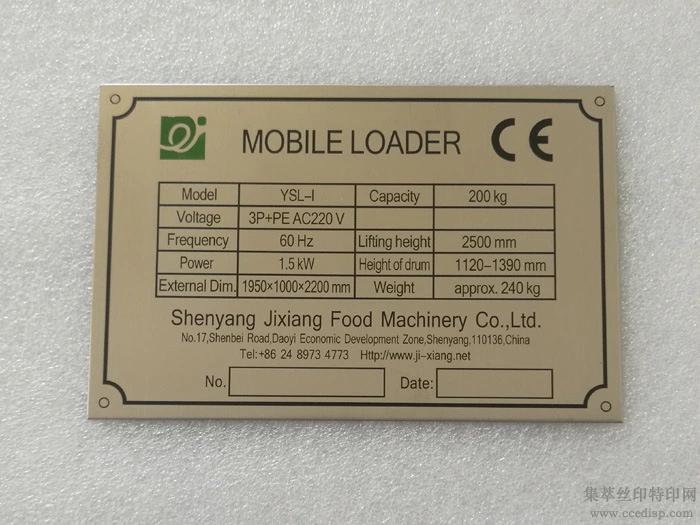 MOBILE LOADER CE
Model YSL-I Capacity 200 kg
Voltage 3P+PE AC220 V
Frequency 60 Hz Lifting height 2500 mm
Power 1.5 kW Height of drum 1120-1390 mm
External Dim. 1950×1000×2200 mm Weight approx. 240 kg
Shenyang Jixiang Food Machinery Co.,Ltd.
No.17,Shenbei Road,Daoyi Economic Development Zone,Shenyang,110136,China
Tel:+86 24 8973 4773 Http://www.ji-xiang.net
No. Date:
集萃丝印特印网
www.ccedisp.com